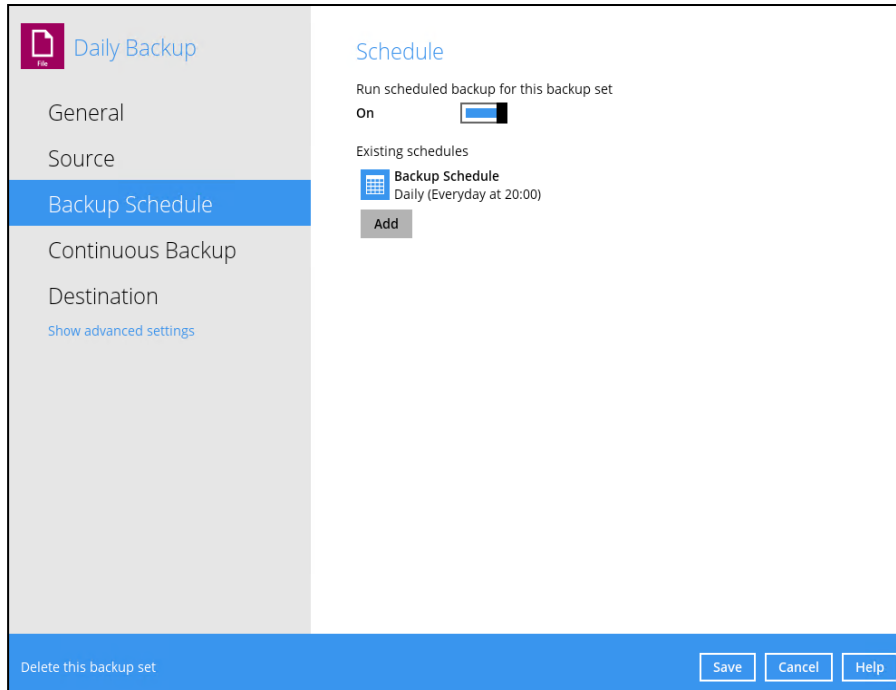 File
Daily Backup
General
Source
Backup Schedule
Continuous Backup
Destination
Show advanced settings
Schedule
Run scheduled backup for this backup set
On
Existing schedules
Backup Schedule
Daily (Everyday at 20:00)
Add
Delete this backup set
Save
Cancel
Help